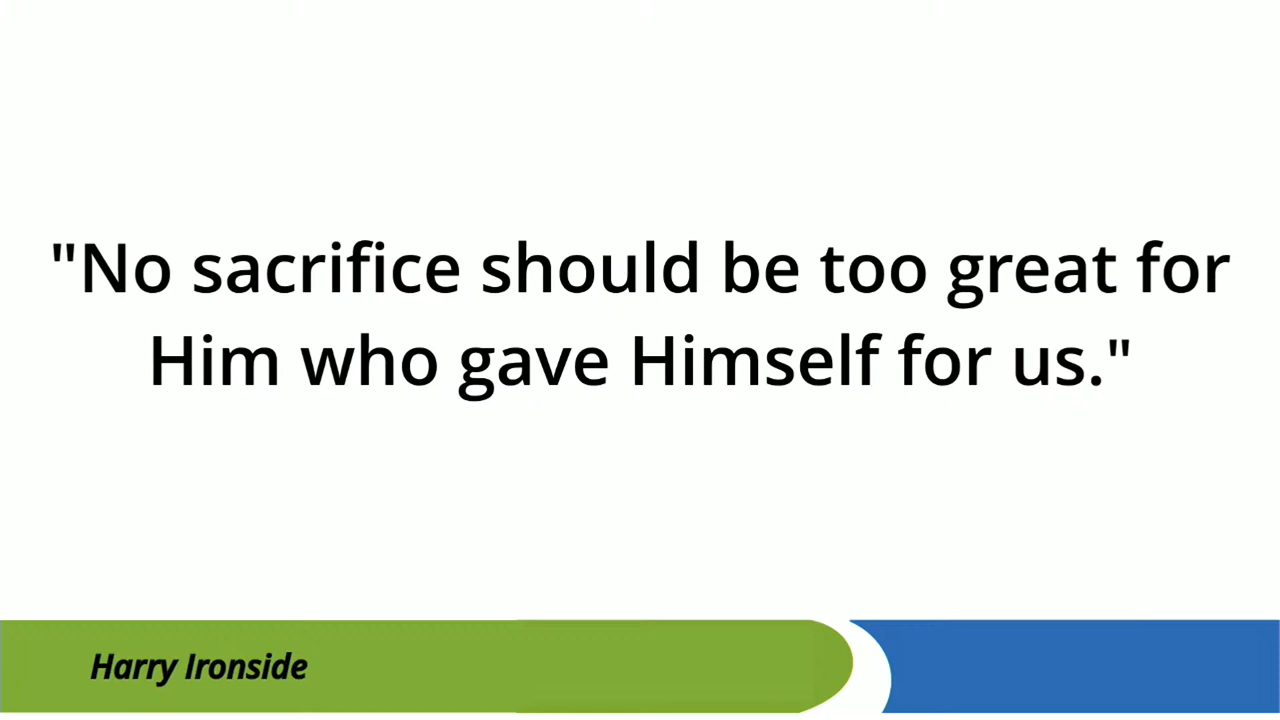 "No sacrifice should be too great for
Him who gave Himself for us."
Harry Ironside